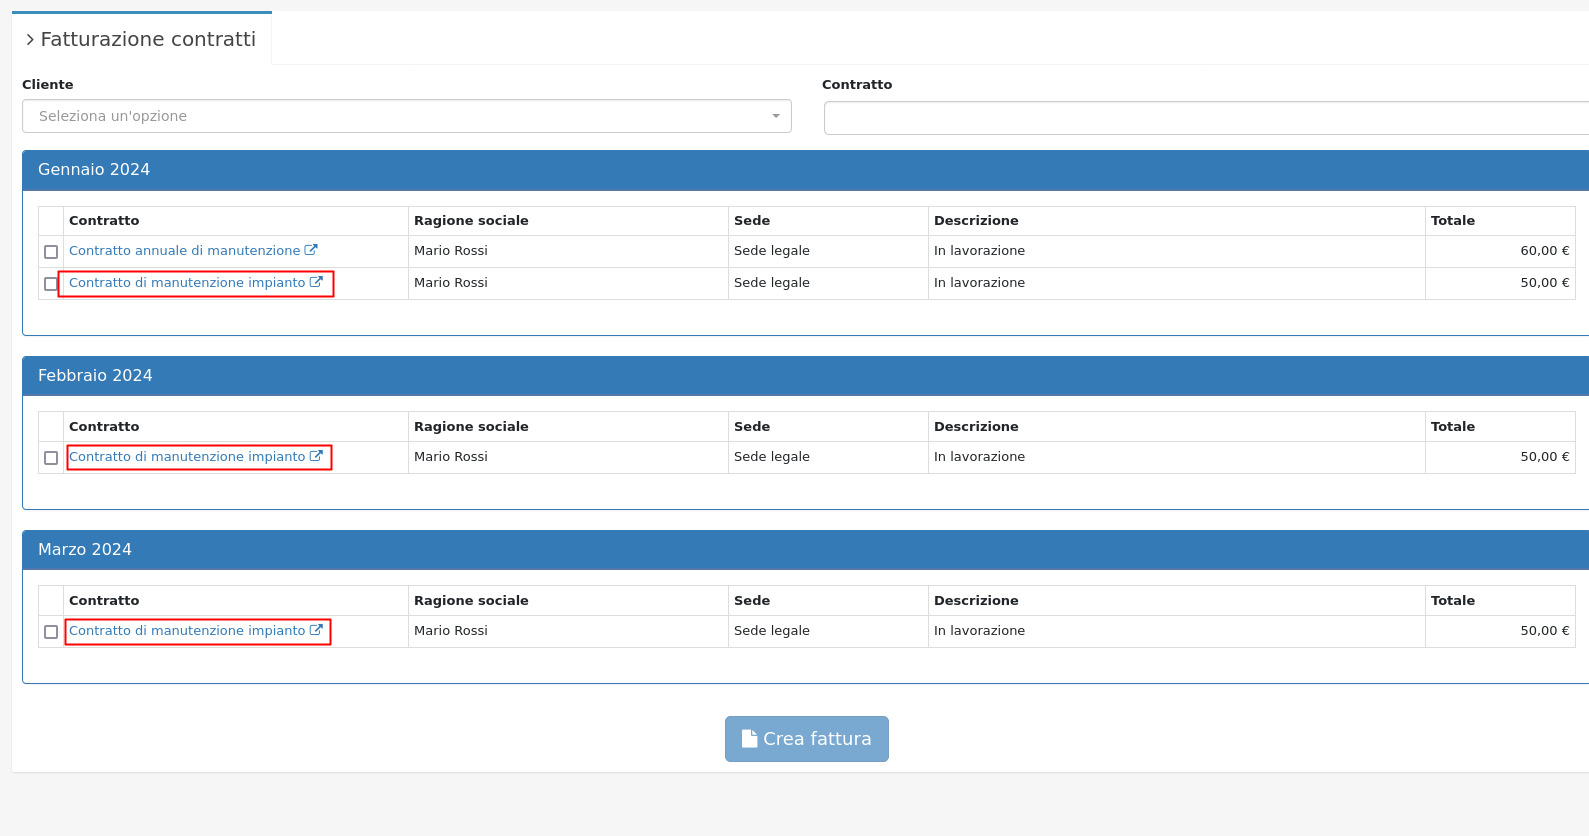 Fatturazione contratti
Cliente Contratto
Seleziona un'opzione
Gennaio 2024
Contratto Ragione sociale Sede Descrizione Totale
Contratto annuale di manutenzione Mario Rossi Sede legale In lavorazione 60,00 €
Contratto di manutenzione impianto Mario Rossi Sede legale In lavorazione 50,00 €
Febbraio 2024
Contratto Ragione sociale Sede Descrizione Totale
Contratto di manutenzione impianto Mario Rossi Sede legale In lavorazione 50,00 €
Marzo 2024
Contratto Ragione sociale Sede Descrizione Totale
Contratto di manutenzione impianto Mario Rossi Sede legale In lavorazione 50,00 €
Crea fattura